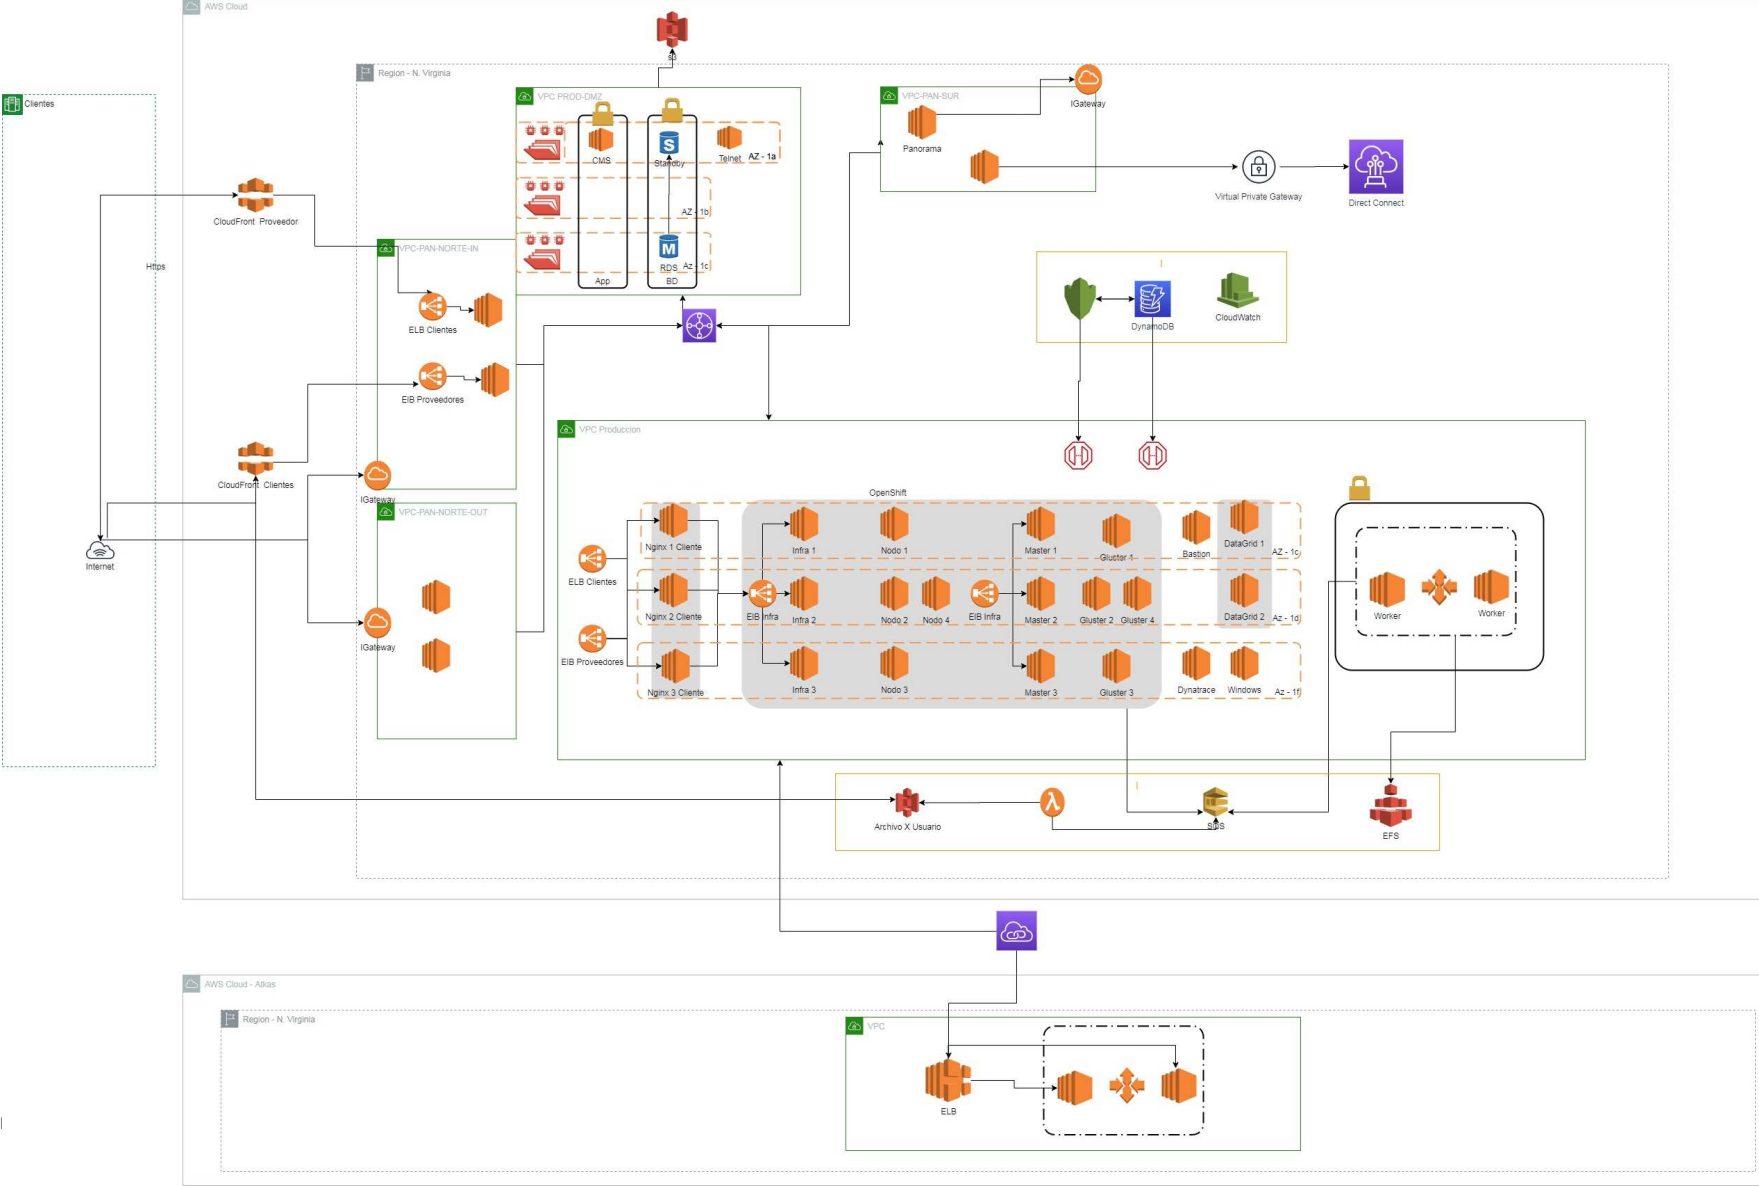 AWS Cloud
S3
Region - N. Virginia
Clientes
VPC PROD-DMZ
VPC-PAN-SUR
IGateway
CMS
Standby
Telnet
AZ - 1a
Panorama
Virtual Private Gateway
Direct Connect
CloudFront Proveedor
AZ - 1b
VPC-PAN-NORTE-IN
Https
RDS
Az - 1c
App
BD
ELB Clientes
DynamoDB
CloudWatch
EIB Proveedores
VPC Produccion
CloudFront Clientes
IGateway
VPC-PAN-NORTE-OUT
OpenShift
Nginx 1 Cliente
Infra 1
Nodo 1
Master 1
Gluster 1
Bastion
DataGrid 1
AZ - 1c
Internet
ELB Clientes
Nginx 2 Cliente
EIB Infra
Infra 2
Nodo 2
Nodo 4
EIB Infra
Master 2
Gluster 2
Gluster 4
DataGrid 2
Az - 1d
Worker
Worker
IGateway
EIB Proveedores
Nginx 3 Cliente
Infra 3
Nodo 3
Master 3
Gluster 3
Dynatrace
Windows
Az - 1f
Archivo X Usuario
EFS
AWS Cloud - Atkas
Region - N. Virginia
VPC
ELB